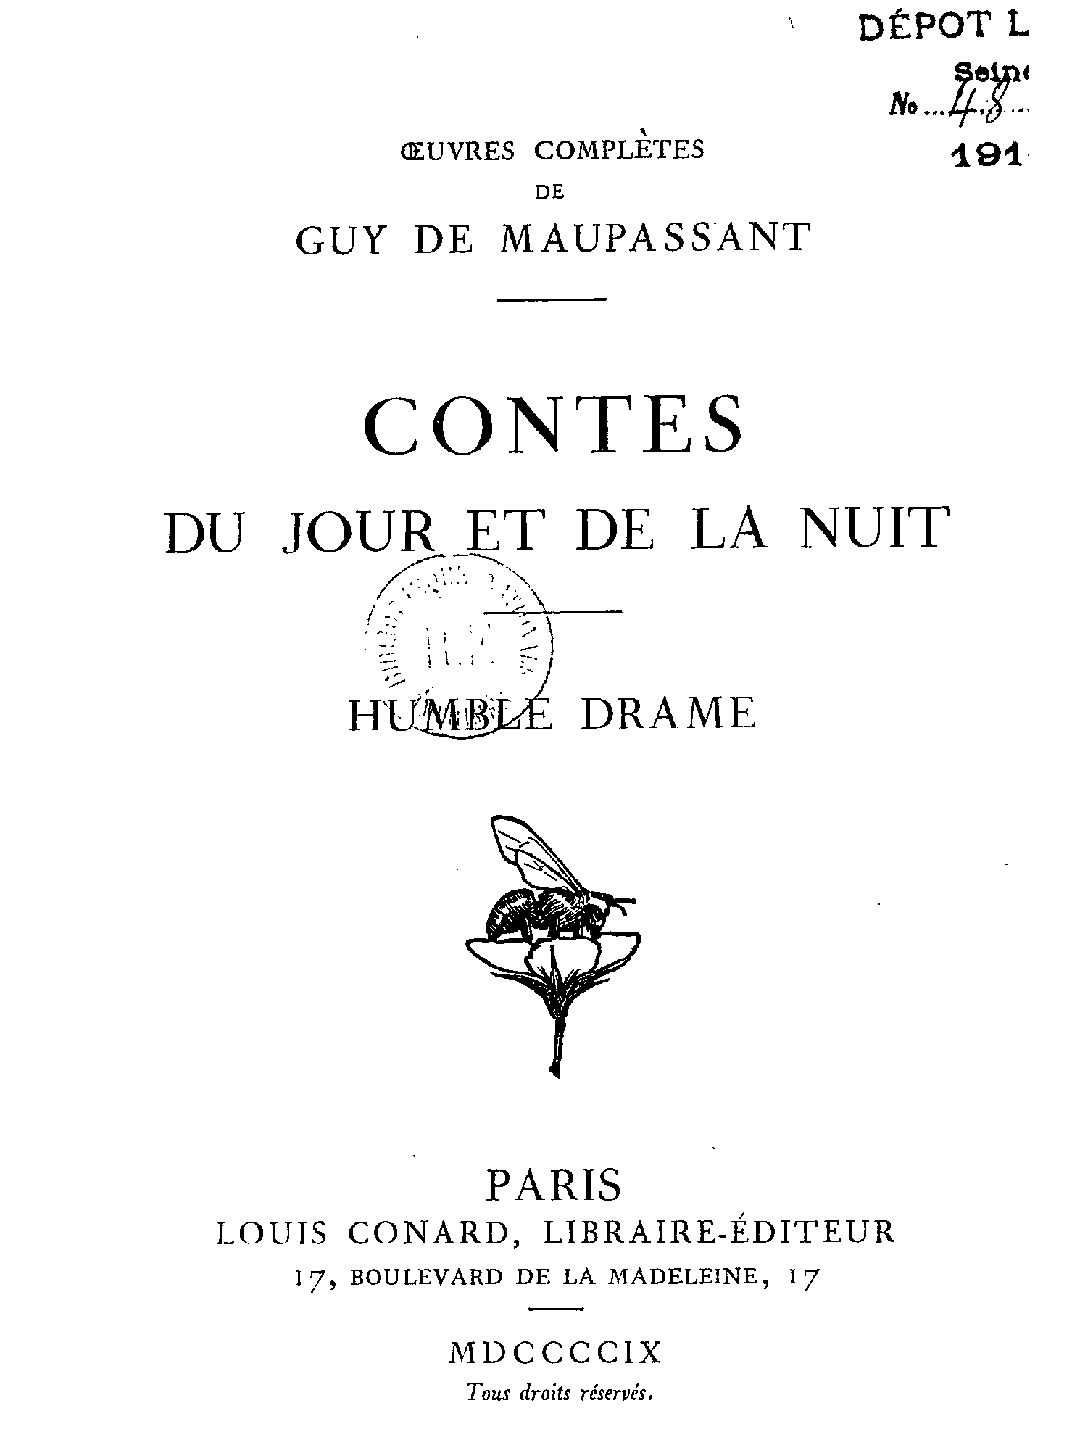 DÉPOT L
Seine
No 48
191
ŒUVRES COMPLÈTES
DE
GUY DE MAUPASSANT
CONTES
DU JOUR ET DE LA NUIT
HUMBLE DRAME
PARIS
LOUIS CONARD, LIBRAIRE-ÉDITEUR
17, BOULEVARD DE LA MADELEINE, 17
MDCCCCIX
Tous droits réservés.